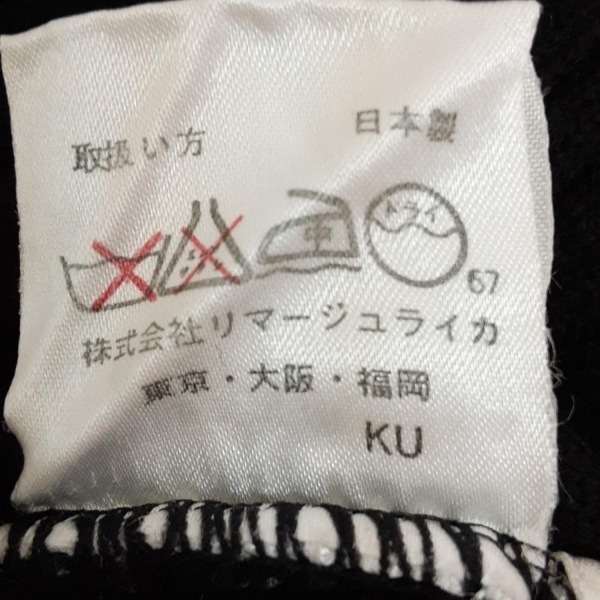 取扱い方
日本製
中
ドライ
67
株式会社リマージュライカ
東京・大阪・福岡
KU